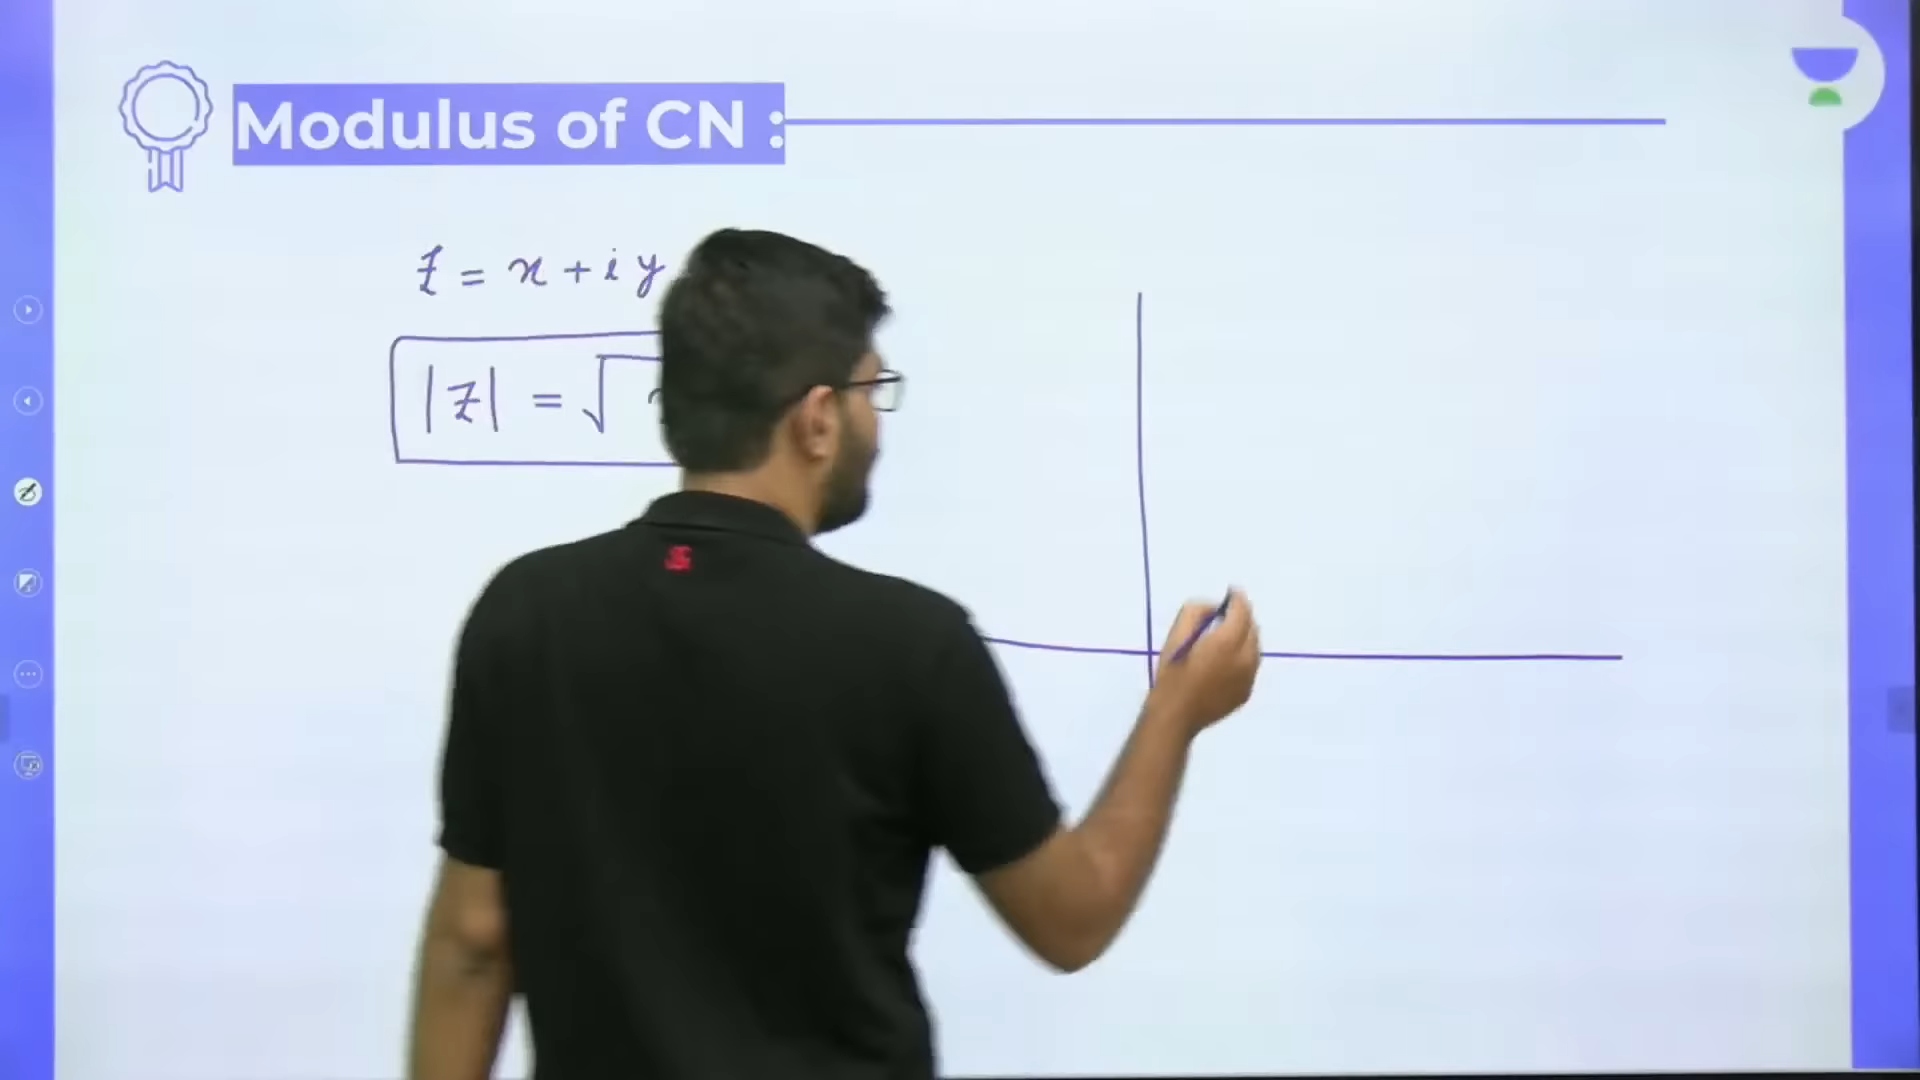 Modulus of CN :
z = x + i y
|z| = √